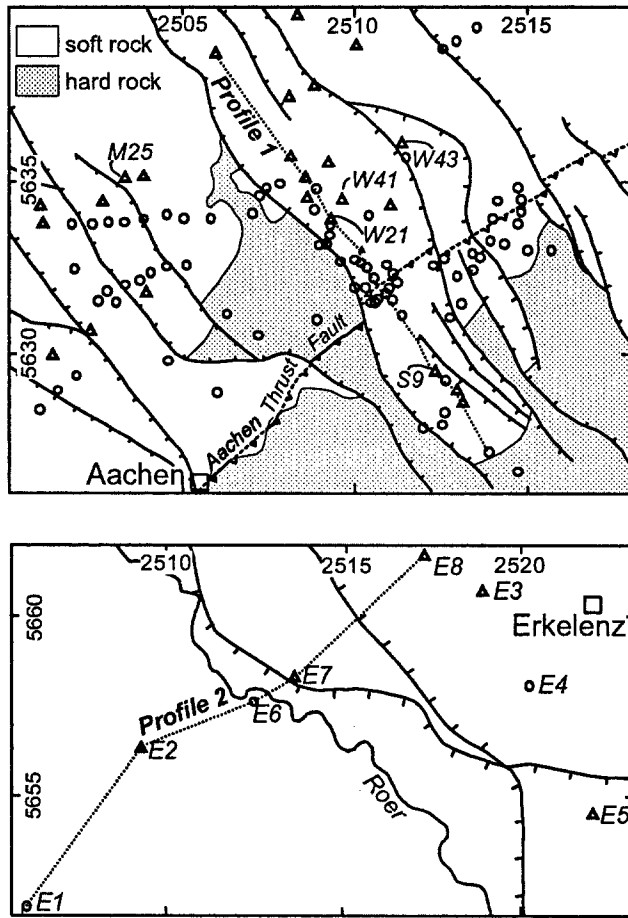 2505 2510 2515
soft rock
hard rock
Profile 1
M25
W43
5635
W41
W21
5630
Fault
S9
Aachen Thrust
Aachen
2510 2515 2520
E8
E3
5660
Erkelenz
E7
E4
Profile 2
E6
E2
5655
Roer
E5
E1